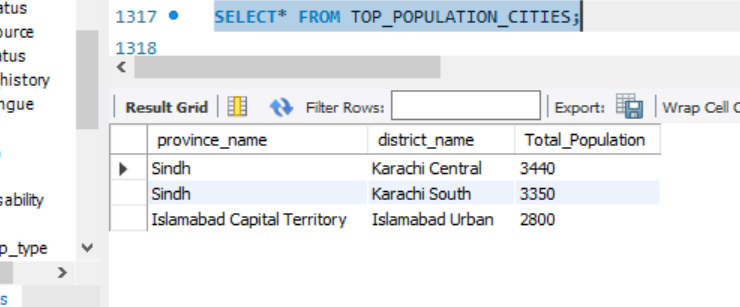 atus
ource
atus
history
ngue
sability
p_type
s
1317 SELECT* FROM TOP_POPULATION_CITIES;
1318
Result Grid Filter Rows: Export: Wrap Cell C
province_name district_name Total_Population
Sindh Karachi Central 3440
Sindh Karachi South 3350
Islamabad Capital Territory Islamabad Urban 2800